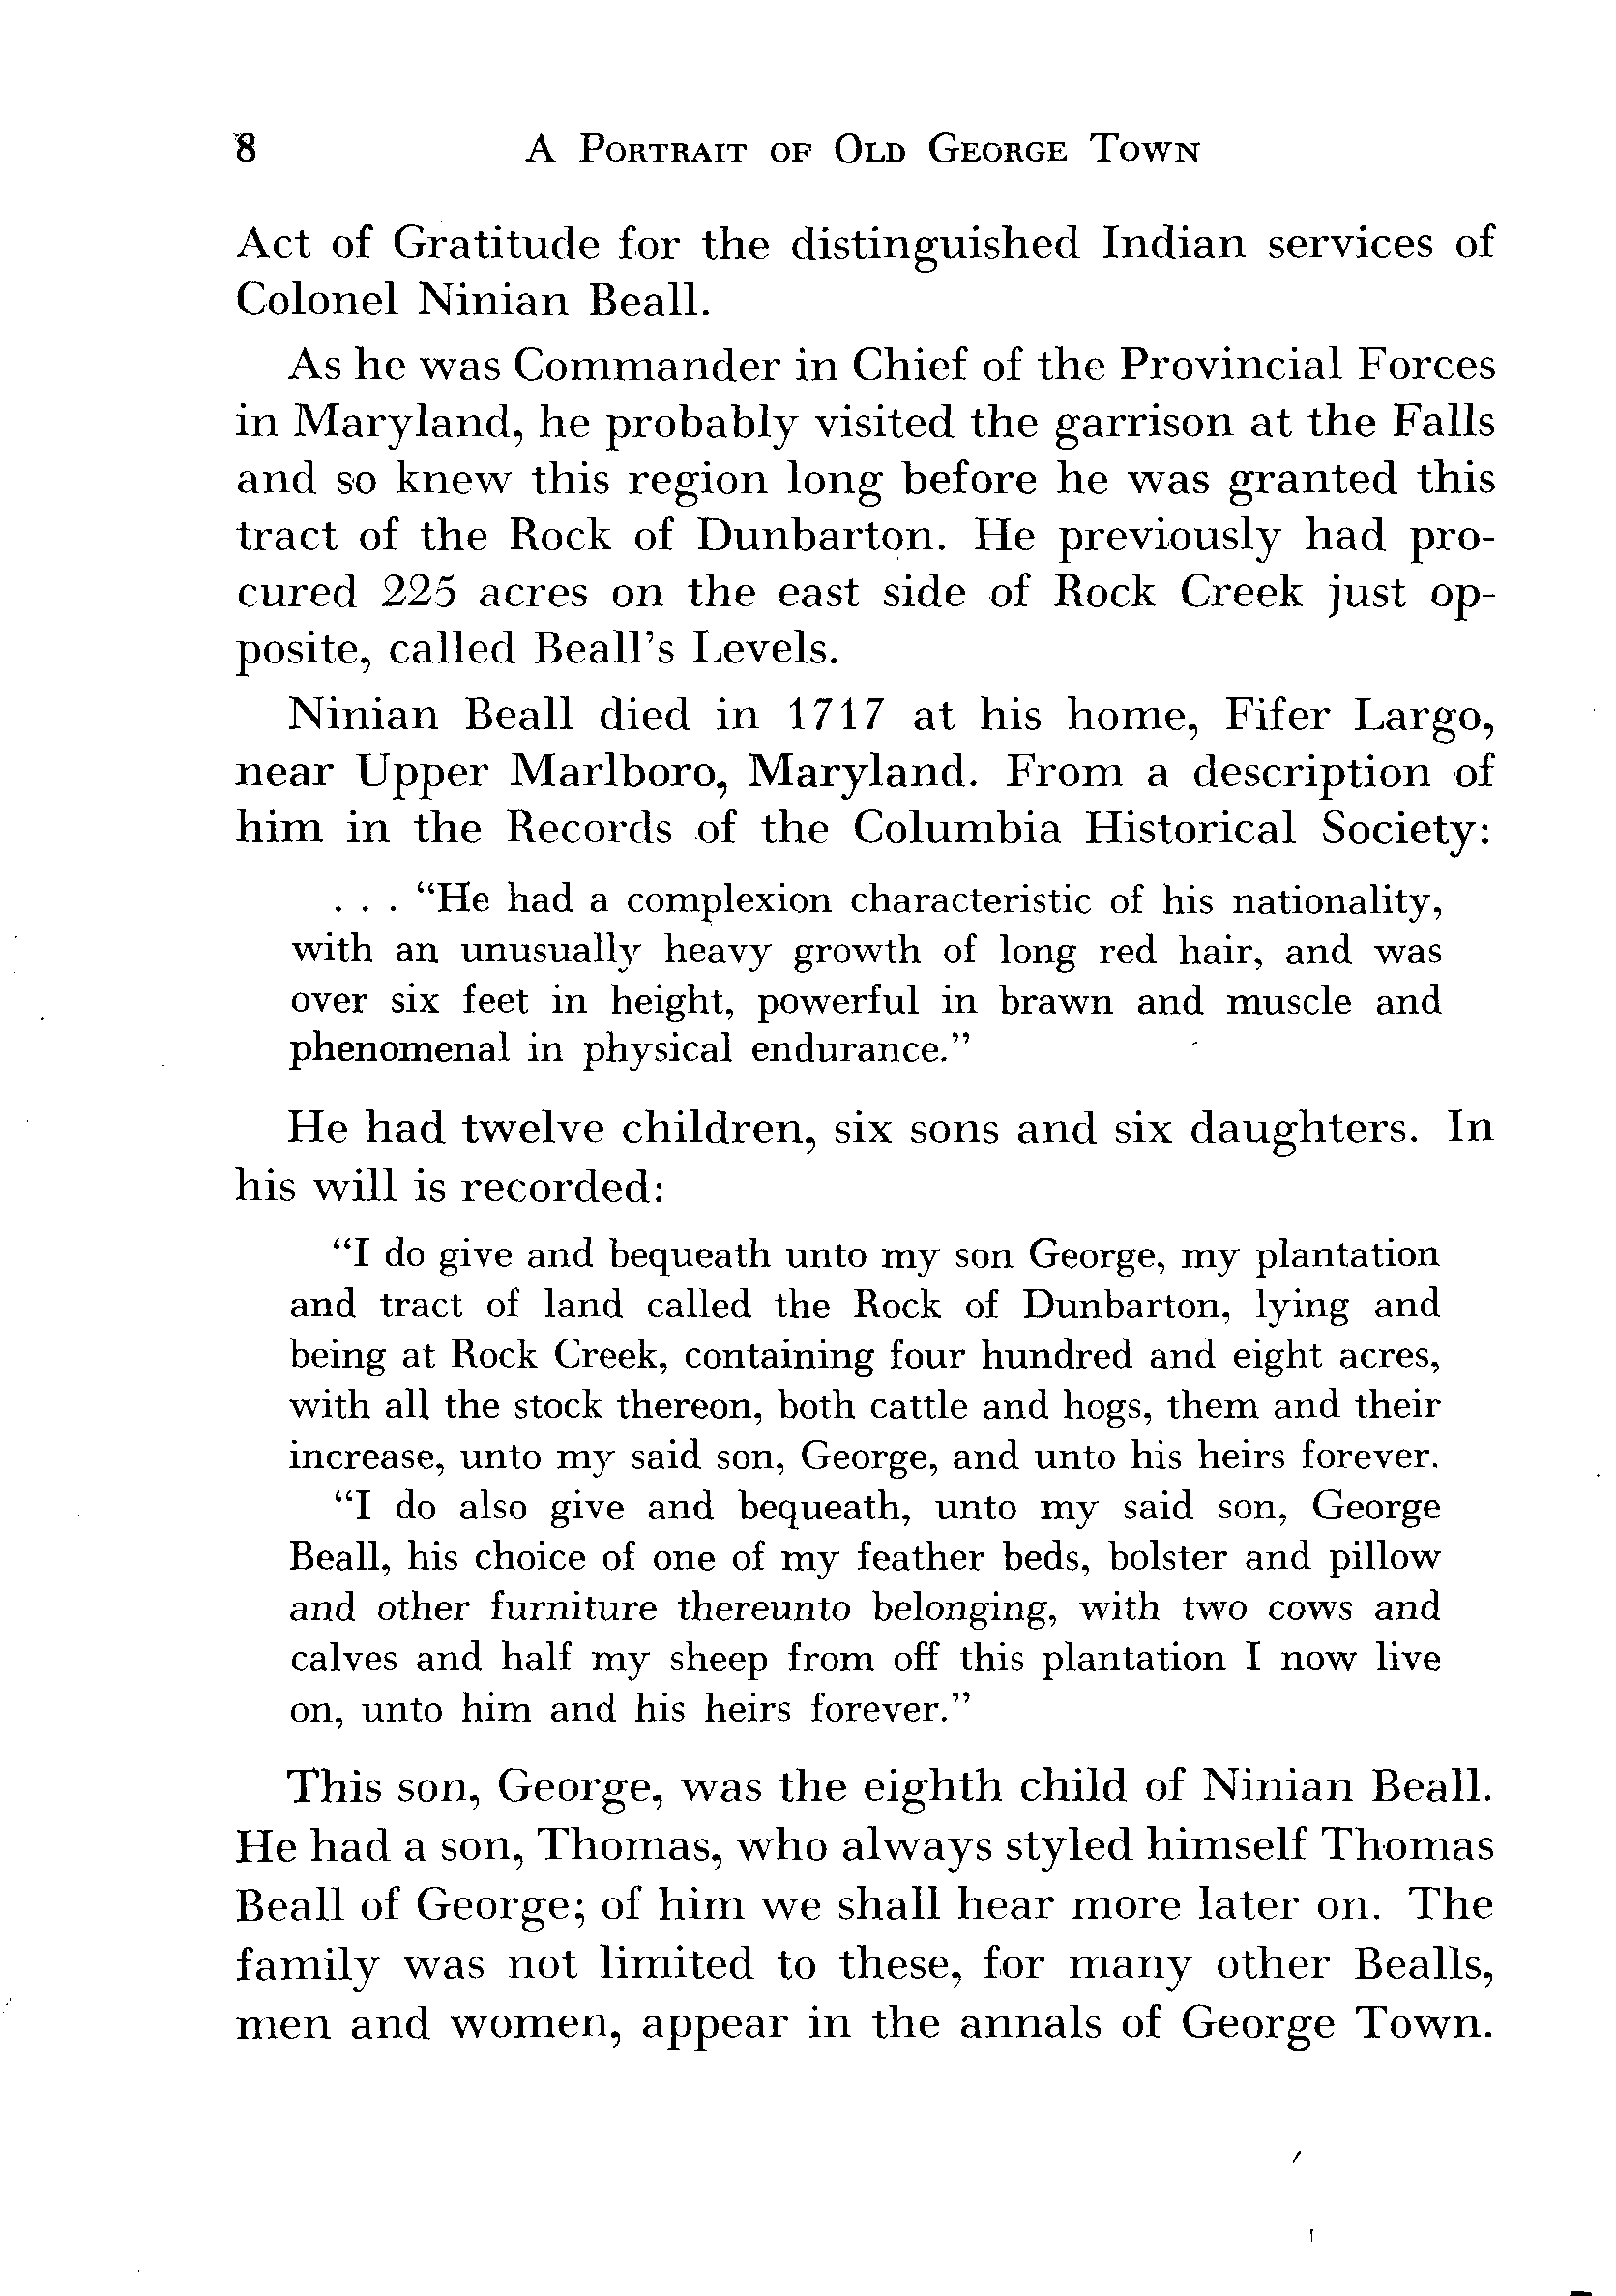 8 A Portrait of Old George Town
Act of Gratitude for the distinguished Indian services of
Colonel Ninian Beall.
As he was Commander in Chief of the Provincial Forces
in Maryland, he probably visited the garrison at the Falls
and so knew this region long before he was granted this
tract of the Rock of Dunbarton. He previously had pro-
cured 225 acres on the east side of Rock Creek just op-
posite, called Beall's Levels.
Ninian Beall died in 1717 at his home, Fifer Largo,
near Upper Marlboro, Maryland. From a description of
him in the Records of the Columbia Historical Society:
. . . “He had a complexion characteristic of his nationality,
with an unusually heavy growth of long red hair, and was
over six feet in height, powerful in brawn and muscle and
phenomenal in physical endurance.”
He had twelve children, six sons and six daughters. In
his will is recorded:
“I do give and bequeath unto my son George, my plantation
and tract of land called the Rock of Dunbarton, lying and
being at Rock Creek, containing four hundred and eight acres,
with all the stock thereon, both cattle and hogs, them and their
increase, unto my said son, George, and unto his heirs forever.
“I do also give and bequeath, unto my said son, George
Beall, his choice of one of my feather beds, bolster and pillow
and other furniture thereunto belonging, with two cows and
calves and half my sheep from off this plantation I now live
on, unto him and his heirs forever.”
This son, George, was the eighth child of Ninian Beall.
He had a son, Thomas, who always styled himself Thomas
Beall of George; of him we shall hear more later on. The
family was not limited to these, for many other Bealls,
men and women, appear in the annals of George Town.